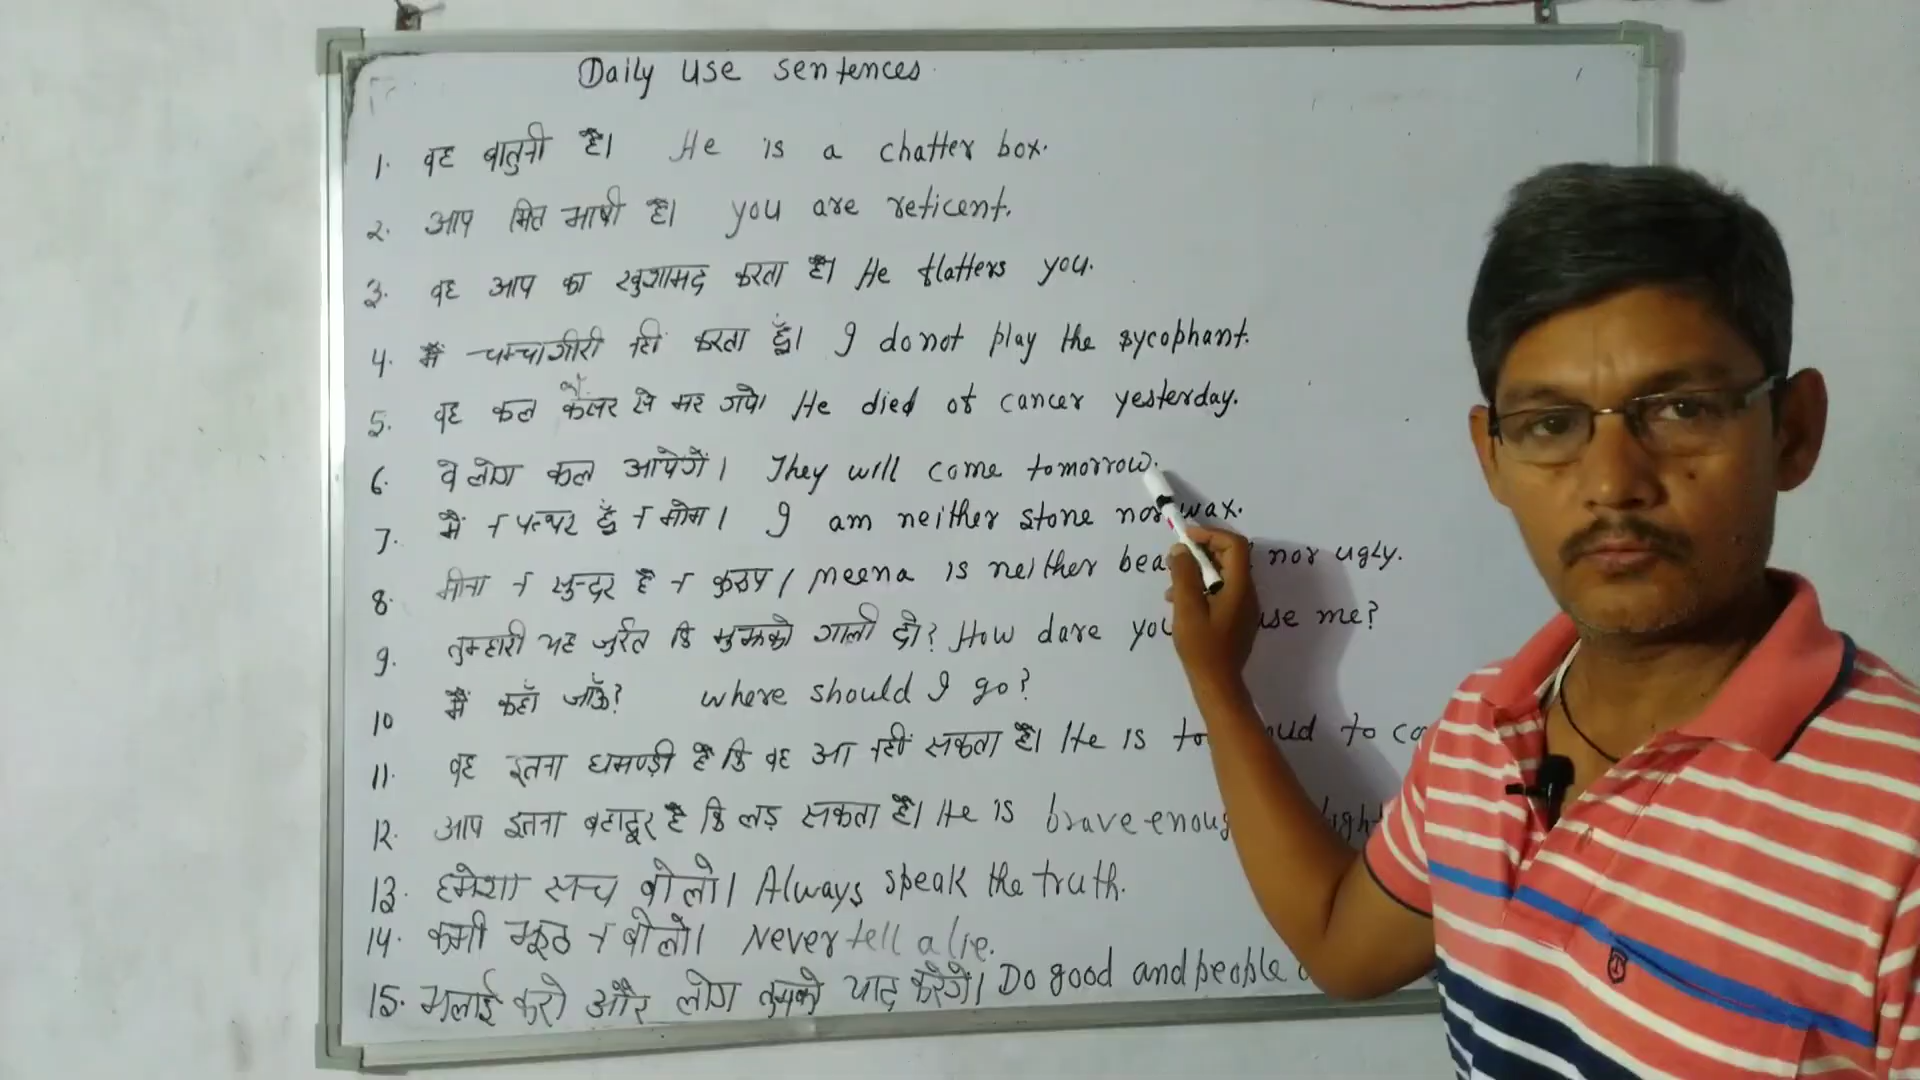 Daily use sentences
1. वह बातुनी है। He is a chatter box.
2. आप मित भाषी है। you are reticent.
3. वह आप का खुशामद करता है। He flatters you.
4. मैं चम्चागीरी नहीं करता हूँ। I do not play the sycophant.
5. वह कल कैंसर से मर गये। He died of cancer yesterday.
6. वे लोग कल आयेगें। They will come tomorrow.
7. मैं न पत्थर हूँ न मोम। I am neither stone nor wax.
8. मीना न सुन्दर है न कुरूप। Meena is neither nor ugly.
9. तुम्हारी यह जुर्रत कि मुझको गाली दो? How dare you me?
10 मैं कहाँ जाऊँ? where should I go?
11. वह इतना घमण्डी है कि वह आ नहीं सकता है। He is to
12. आप इतना बहादूर है कि लड़ सकता है। He is brave enough
13. हमेशा सच बोलो। Always speak the truth.
14. कभी झूठ न बोलो। Never tell a lie.
15. भलाई करो और लोग तुमको याद करेंगे। Do good and people